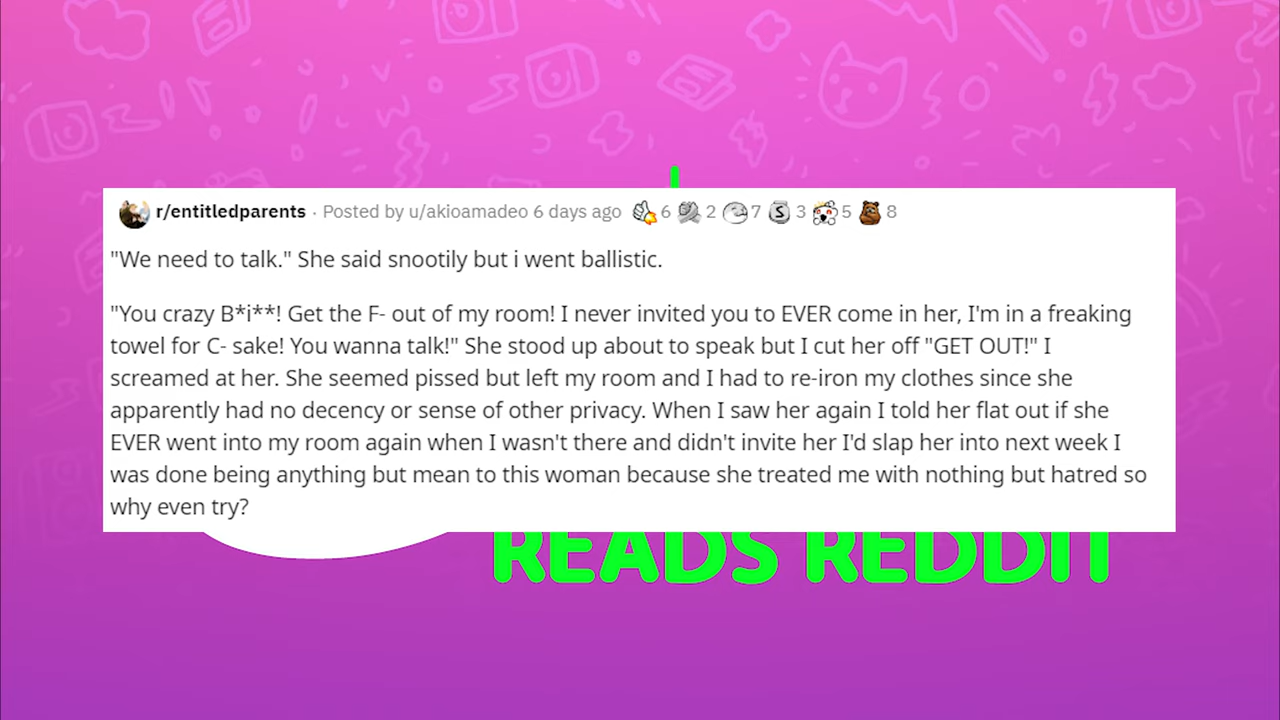 r/entitledparents · Posted by u/akioamadeo 6 days ago 6 2 7 S 3 5 8
"We need to talk." She said snootily but i went ballistic.
"You crazy B*i**! Get the F- out of my room! I never invited you to EVER come in her, I'm in a freaking
towel for C- sake! You wanna talk!" She stood up about to speak but I cut her off "GET OUT!" I
screamed at her. She seemed pissed but left my room and I had to re-iron my clothes since she
apparently had no decency or sense of other privacy. When I saw her again I told her flat out if she
EVER went into my room again when I wasn't there and didn't invite her I'd slap her into next week I
was done being anything but mean to this woman because she treated me with nothing but hatred so
why even try?
READS REDDIT